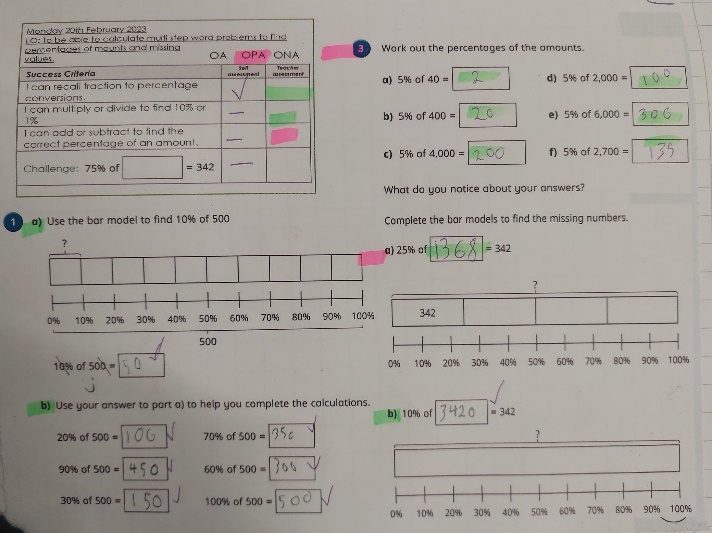 Monday 20th February 2023
LO: To be able to calculate multi step word problems to find
percentages of mounts and missing
values.
OA OPA ONA
Success Criteria
Self assessment
Teacher assessment
I can recall fraction to percentage
conversions.
I can multiply or divide to find 10% or
1%
I can add or subtract to find the
correct percentage of an amount.
Challenge: 75% of = 342
1 a) Use the bar model to find 10% of 500
?
0% 10% 20% 30% 40% 50% 60% 70% 80% 90% 100%
500
10% of 500 = 50
b) Use your answer to part a) to help you complete the calculations.
20% of 500 = 100 70% of 500 = 350
90% of 500 = 450 60% of 500 = 300
30% of 500 = 150 100% of 500 = 500
3 Work out the percentages of the amounts.
a) 5% of 40 = 2 d) 5% of 2,000 = 100
b) 5% of 400 = 20 e) 5% of 6,000 = 300
c) 5% of 4,000 = 200 f) 5% of 2,700 = 135
What do you notice about your answers?
Complete the bar models to find the missing numbers.
a) 25% of 1368 = 342
?
342
0% 10% 20% 30% 40% 50% 60% 70% 80% 90% 100%
b) 10% of 3420 = 342
?
0% 10% 20% 30% 40% 50% 60% 70% 80% 90% 100%